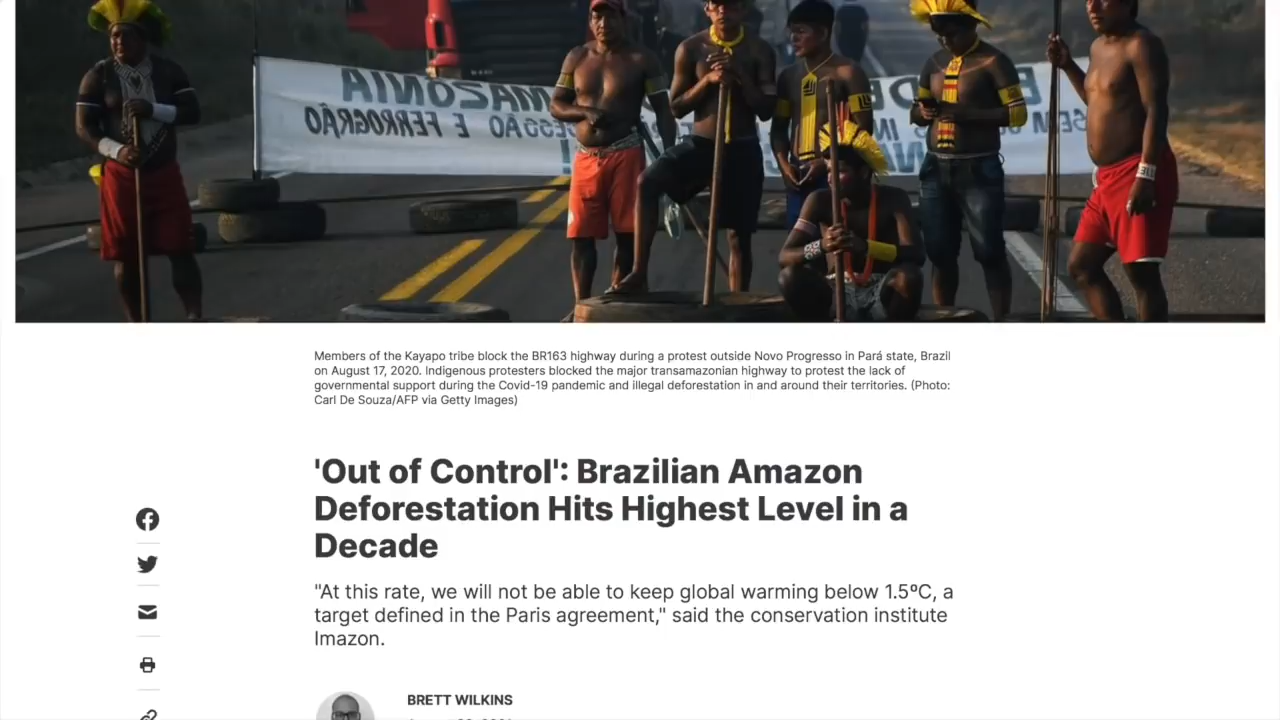 AMAZONIA
E FERROGRÃO
Members of the Kayapo tribe block the BR163 highway during a protest outside Novo Progresso in Pará state, Brazil
on August 17, 2020. Indigenous protesters blocked the major transamazonian highway to protest the lack of
governmental support during the Covid-19 pandemic and illegal deforestation in and around their territories. (Photo:
Carl De Souza/AFP via Getty Images)
'Out of Control': Brazilian Amazon
Deforestation Hits Highest Level in a
Decade
"At this rate, we will not be able to keep global warming below 1.5ºC, a
target defined in the Paris agreement," said the conservation institute
Imazon.
BRETT WILKINS